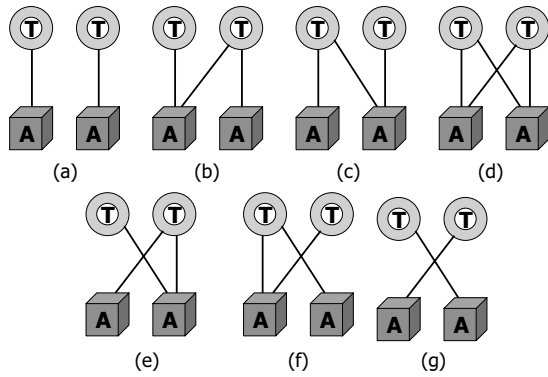 T T T T T T T T
A A A A A A A A
(a) (b) (c) (d)
T T T T T T
A A A A A A
(e) (f) (g)